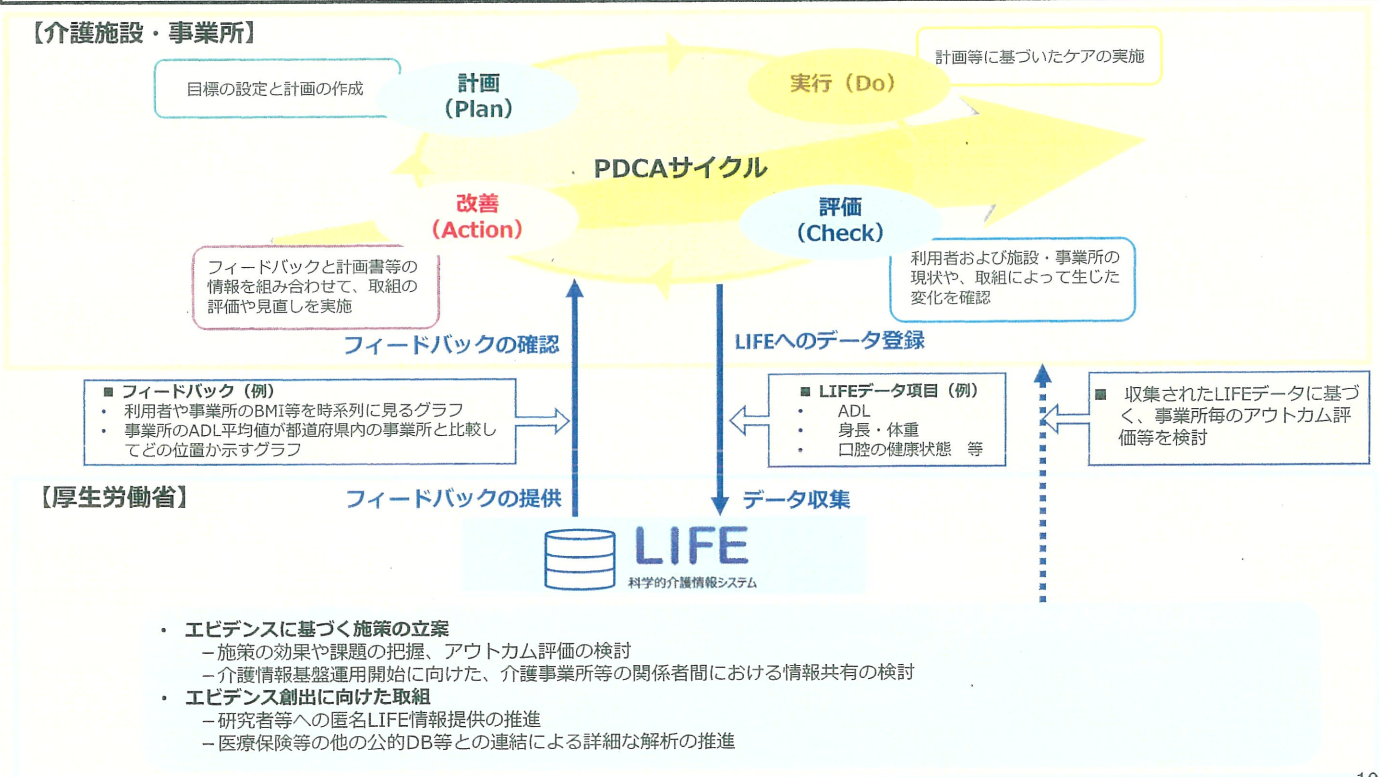 【介護施設・事業所】
目標の設定と計画の作成
計画
（Plan）
実行（Do）
計画等に基づいたケアの実施
PDCAサイクル
改善
（Action）
評価
（Check）
フィードバックと計画書等の
情報を組み合わせて、取組の
評価や見直しを実施
利用者および施設・事業所の
現状や、取組によって生じた
変化を確認
フィードバックの確認
LIFEへのデータ登録
■ フィードバック（例）
• 利用者や事業所のBMI等を時系列に見るグラフ
• 事業所のADL平均値が都道府県内の事業所と比較し
てどの位置か示すグラフ
■ LIFEデータ項目（例）
• ADL
• 身長・体重
• 口腔の健康状態　等
■ 収集されたLIFEデータに基づ
く、事業所毎のアウトカム評
価等を検討
【厚生労働省】
フィードバックの提供
データ収集
LIFE
科学的介護情報システム
• エビデンスに基づく施策の立案
－施策の効果や課題の把握、アウトカム評価の検討
－介護情報基盤運用開始に向けた、介護事業所等の関係者間における情報共有の検討
• エビデンス創出に向けた取組
－研究者等への匿名LIFE情報提供の推進
－医療保険等の他の公的DB等との連結による詳細な解析の推進